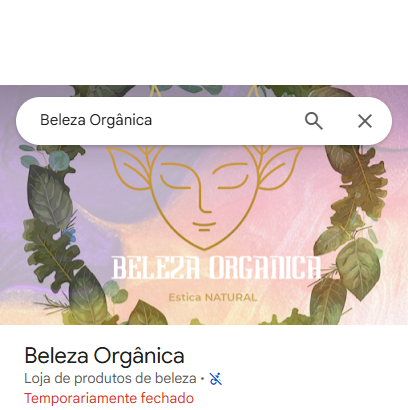 Beleza Orgânica
BELEZA ORGANICA
Estica NATURAL
Beleza Orgânica
Loja de produtos de beleza ·
Temporariamente fechado